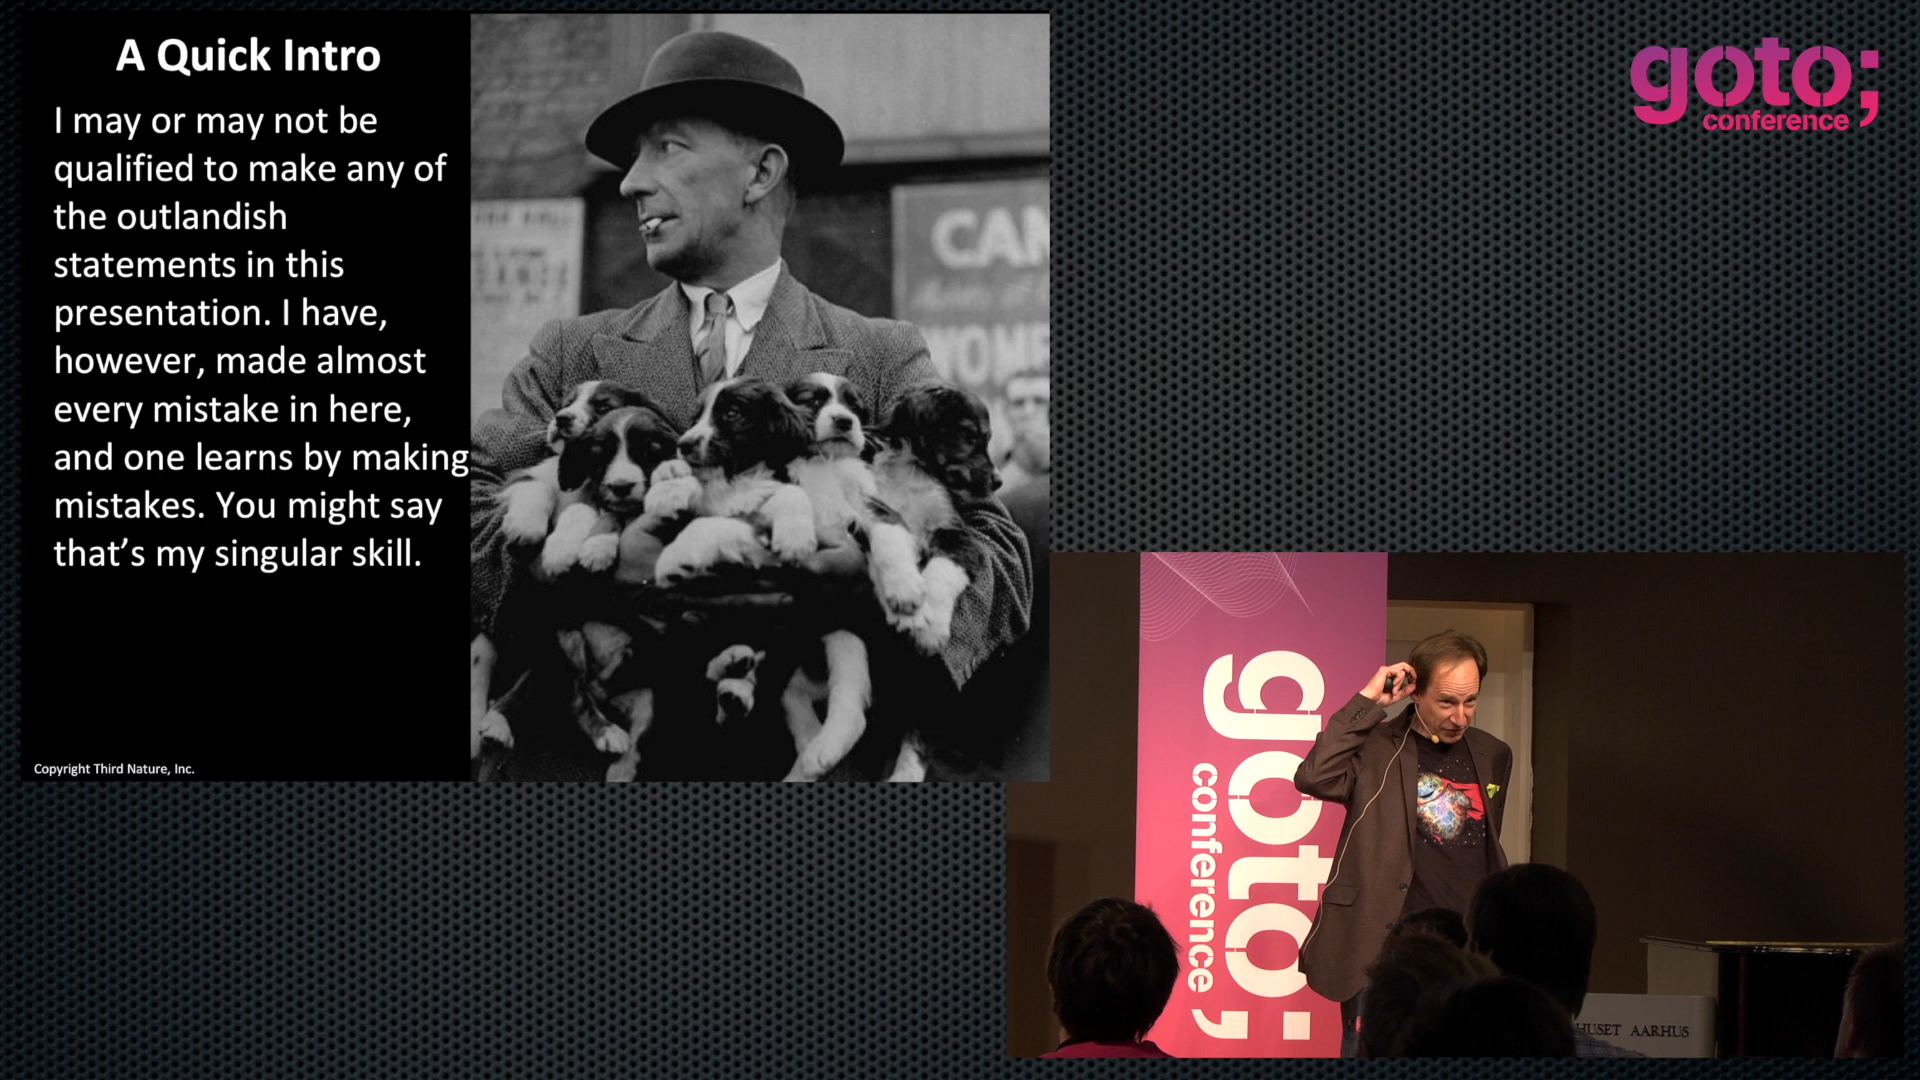 A Quick Intro
I may or may not be
qualified to make any of
the outlandish
statements in this
presentation. I have,
however, made almost
every mistake in here,
and one learns by making
mistakes. You might say
that’s my singular skill.
Copyright Third Nature, Inc.
CAN
goto;
conference
goto;
conference
HUSET AARHUS